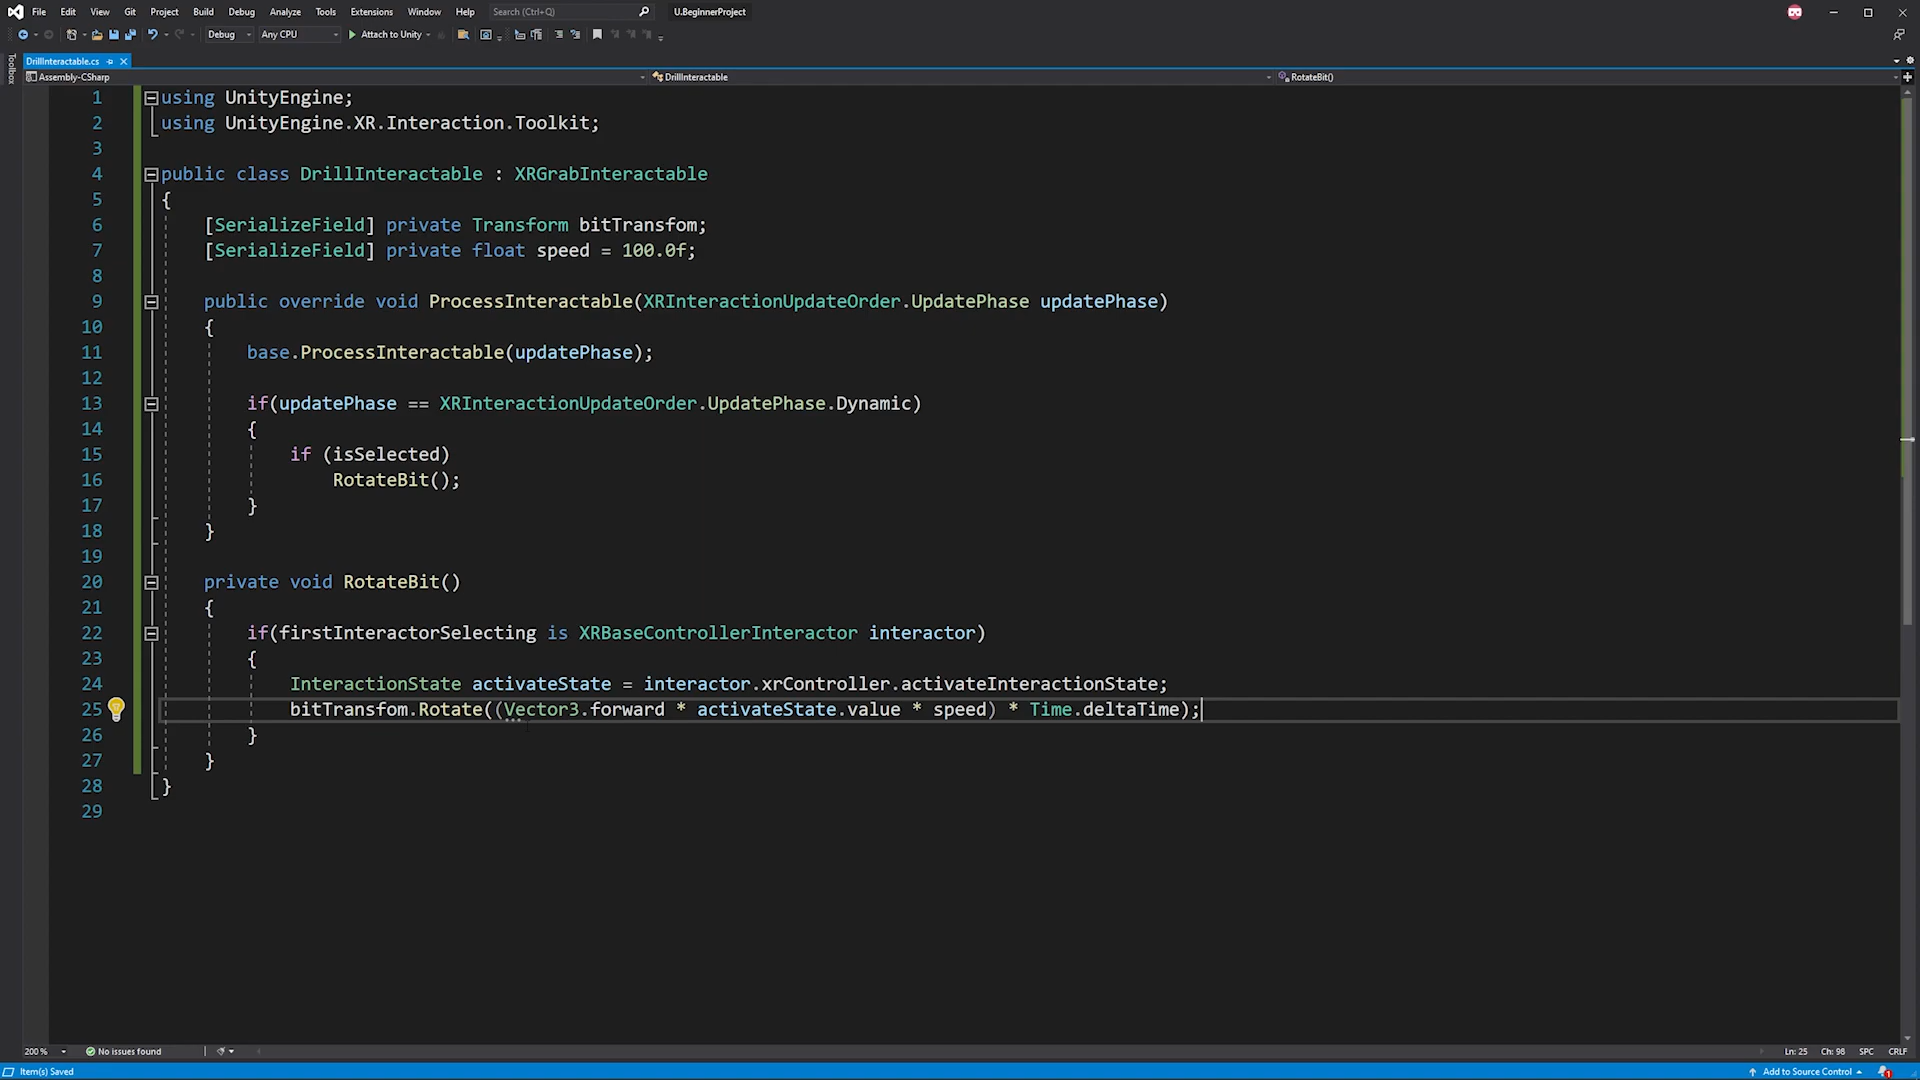 File Edit View Git Project Build Debug Analyze Tools Extensions Window Help Search (Ctrl+Q) U.BeginnerProject
Debug Any CPU Attach to Unity
Toolbox
DrillInteractable.cs
Assembly-CSharp DrillInteractable RotateBit()
1 using UnityEngine;
2 using UnityEngine.XR.Interaction.Toolkit;
3
4 public class DrillInteractable : XRGrabInteractable
5 {
6 [SerializeField] private Transform bitTransfom;
7 [SerializeField] private float speed = 100.0f;
8
9 public override void ProcessInteractable(XRInteractionUpdateOrder.UpdatePhase updatePhase)
10 {
11 base.ProcessInteractable(updatePhase);
12
13 if(updatePhase == XRInteractionUpdateOrder.UpdatePhase.Dynamic)
14 {
15 if (isSelected)
16 RotateBit();
17 }
18 }
19
20 private void RotateBit()
21 {
22 if(firstInteractorSelecting is XRBaseControllerInteractor interactor)
23 {
24 InteractionState activateState = interactor.xrController.activateInteractionState;
25 bitTransfom.Rotate((Vector3.forward * activateState.value * speed) * Time.deltaTime);
26 }
27 }
28 }
29
200 % No issues found Ln: 25 Ch: 98 SPC CRLF
Item(s) Saved Add to Source Control 1